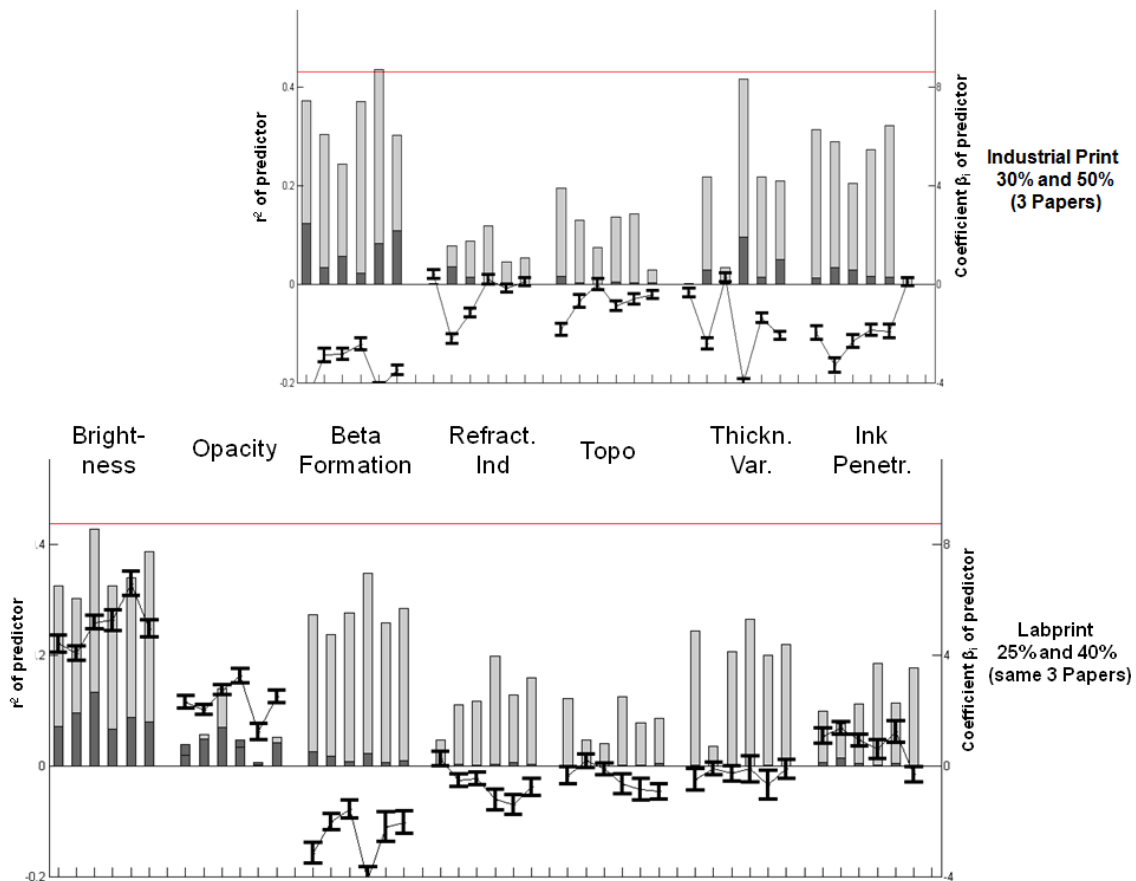 0.4
0.2
0
-0.2
r² of predictor
8
4
0
-4
Coefficient βᵢ of predictor
Industrial Print
30% and 50%
(3 Papers)
Bright-
ness
Opacity
Beta
Formation
Refract.
Ind
Topo
Thickn.
Var.
Ink
Penetr.
0.2
0
-0.2
r² of predictor
8
4
0
-4
Coefficient βᵢ of predictor
Labprint
25% and 40%
(same 3 Papers)